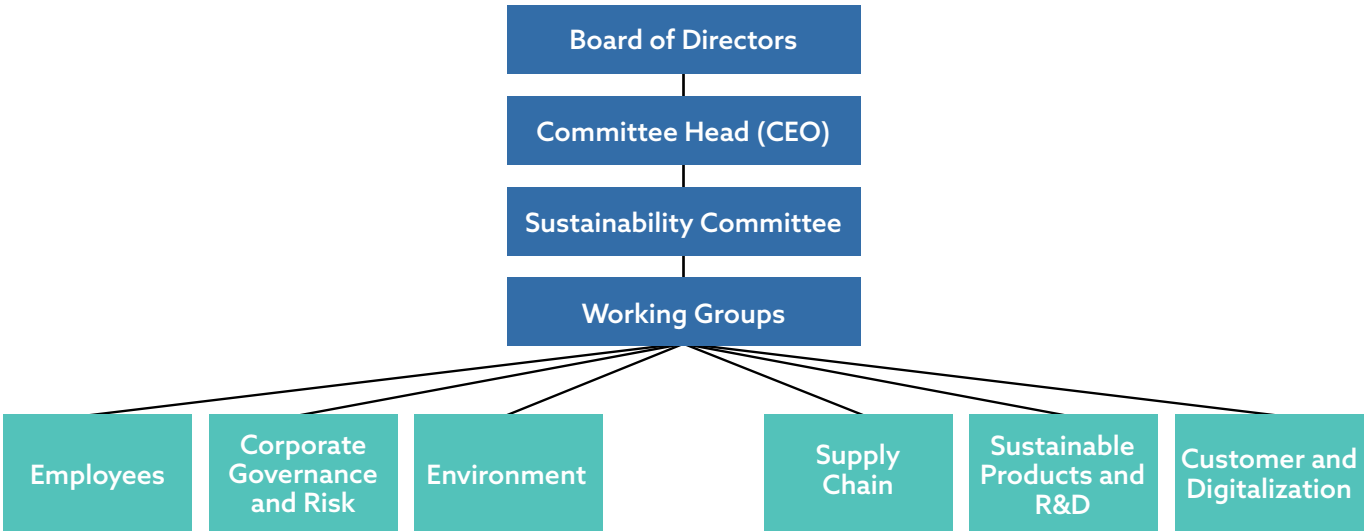 Board of Directors
Committee Head (CEO)
Sustainability Committee
Working Groups
Employees
Corporate
Governance
and Risk
Environment
Supply
Chain
Sustainable
Products and
R&D
Customer and
Digitalization